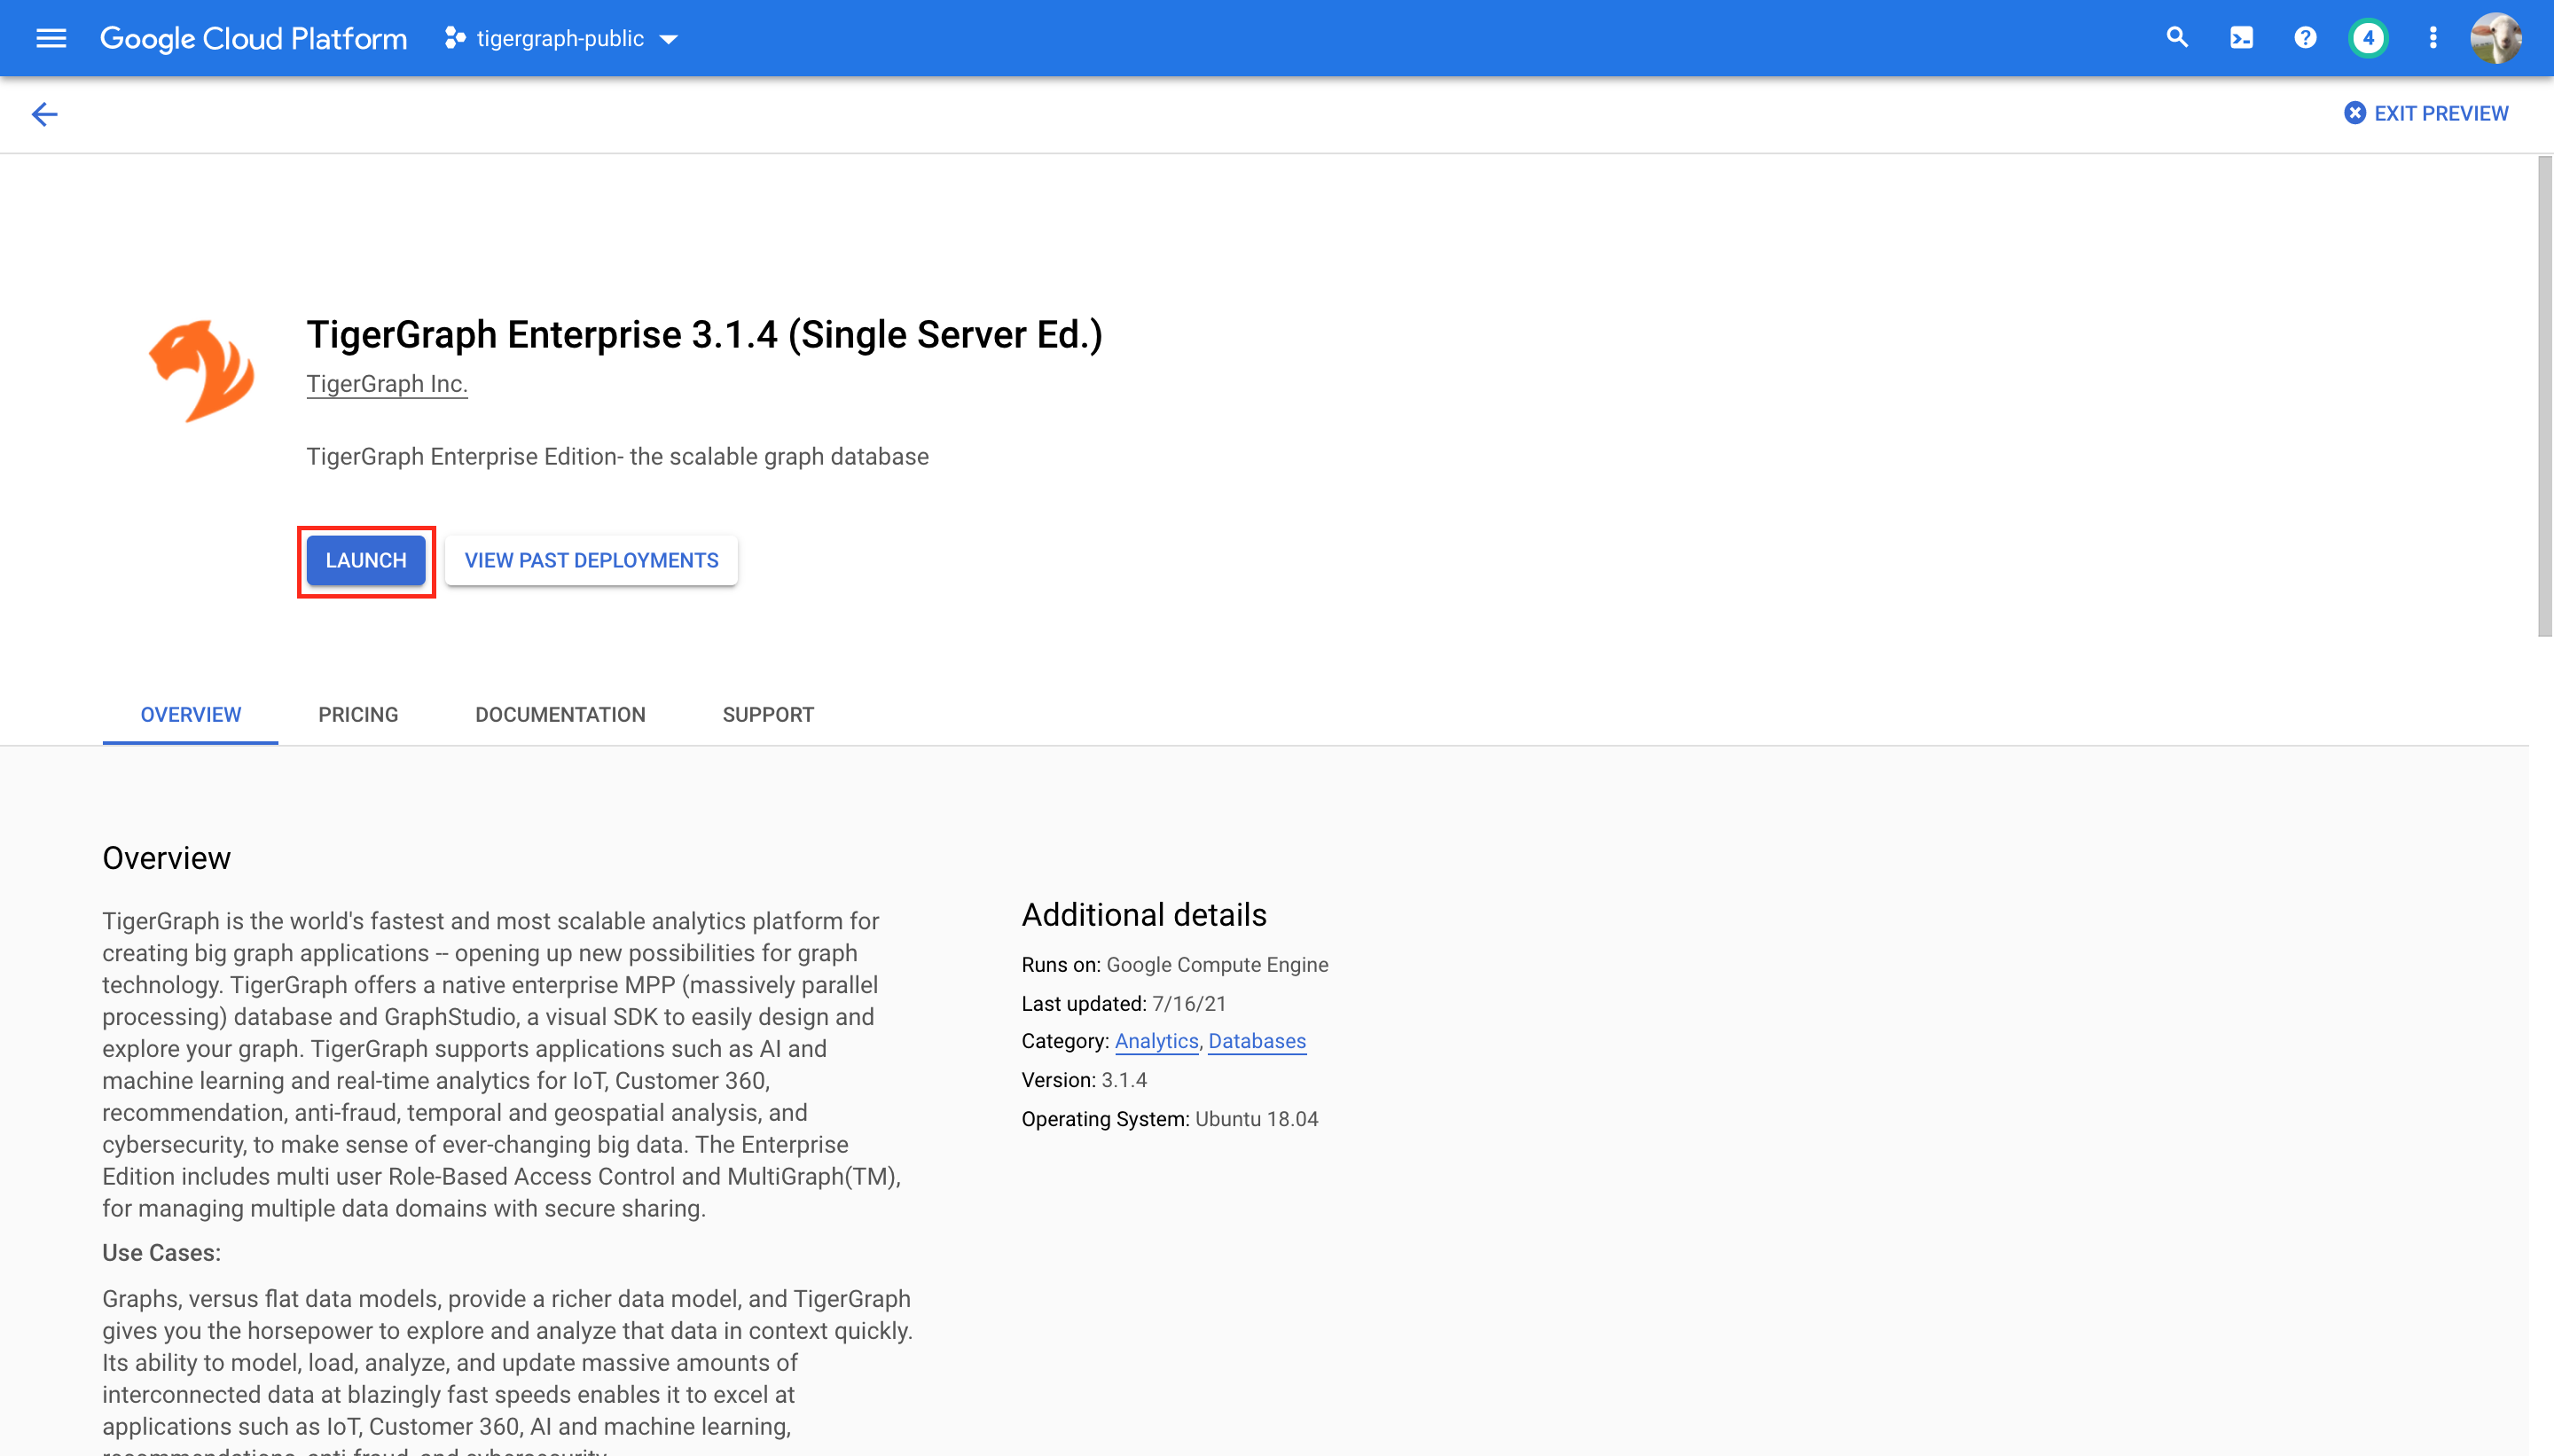 Google Cloud Platform
tigergraph-public
4
EXIT PREVIEW
TigerGraph Enterprise 3.1.4 (Single Server Ed.)
TigerGraph Inc.
TigerGraph Enterprise Edition- the scalable graph database
LAUNCH
VIEW PAST DEPLOYMENTS
OVERVIEW
PRICING
DOCUMENTATION
SUPPORT
Overview
TigerGraph is the world's fastest and most scalable analytics platform for
creating big graph applications -- opening up new possibilities for graph
technology. TigerGraph offers a native enterprise MPP (massively parallel
processing) database and GraphStudio, a visual SDK to easily design and
explore your graph. TigerGraph supports applications such as AI and
machine learning and real-time analytics for IoT, Customer 360,
recommendation, anti-fraud, temporal and geospatial analysis, and
cybersecurity, to make sense of ever-changing big data. The Enterprise
Edition includes multi user Role-Based Access Control and MultiGraph(TM),
for managing multiple data domains with secure sharing.
Use Cases:
Graphs, versus flat data models, provide a richer data model, and TigerGraph
gives you the horsepower to explore and analyze that data in context quickly.
Its ability to model, load, analyze, and update massive amounts of
interconnected data at blazingly fast speeds enables it to excel at
applications such as IoT, Customer 360, AI and machine learning,
Additional details
Runs on: Google Compute Engine
Last updated: 7/16/21
Category: Analytics, Databases
Version: 3.1.4
Operating System: Ubuntu 18.04